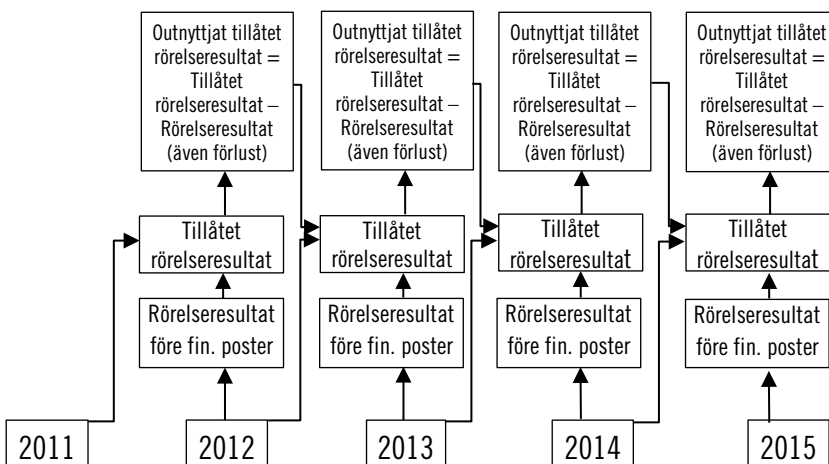 Outnyttjat tillåtet
rörelseresultat =
Tillåtet
rörelseresultat –
Rörelseresultat
(även förlust)
Outnyttjat tillåtet
rörelseresultat =
Tillåtet
rörelseresultat –
Rörelseresultat
(även förlust)
Outnyttjat tillåtet
rörelseresultat =
Tillåtet
rörelseresultat –
Rörelseresultat
(även förlust)
Outnyttjat tillåtet
rörelseresultat =
Tillåtet
rörelseresultat –
Rörelseresultat
(även förlust)
Tillåtet
rörelseresultat
Tillåtet
rörelseresultat
Tillåtet
rörelseresultat
Tillåtet
rörelseresultat
Rörelseresultat
före fin. poster
Rörelseresultat
före fin. poster
Rörelseresultat
före fin. poster
Rörelseresultat
före fin. poster
2011
2012
2013
2014
2015